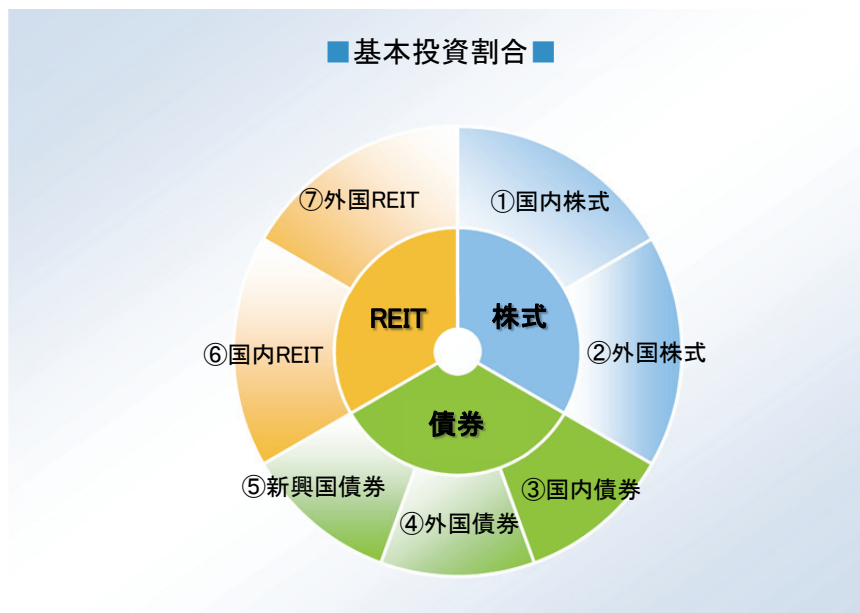 ■基本投資割合■
⑦外国REIT
①国内株式
REIT
株式
⑥国内REIT
②外国株式
債券
⑤新興国債券
③国内債券
④外国債券